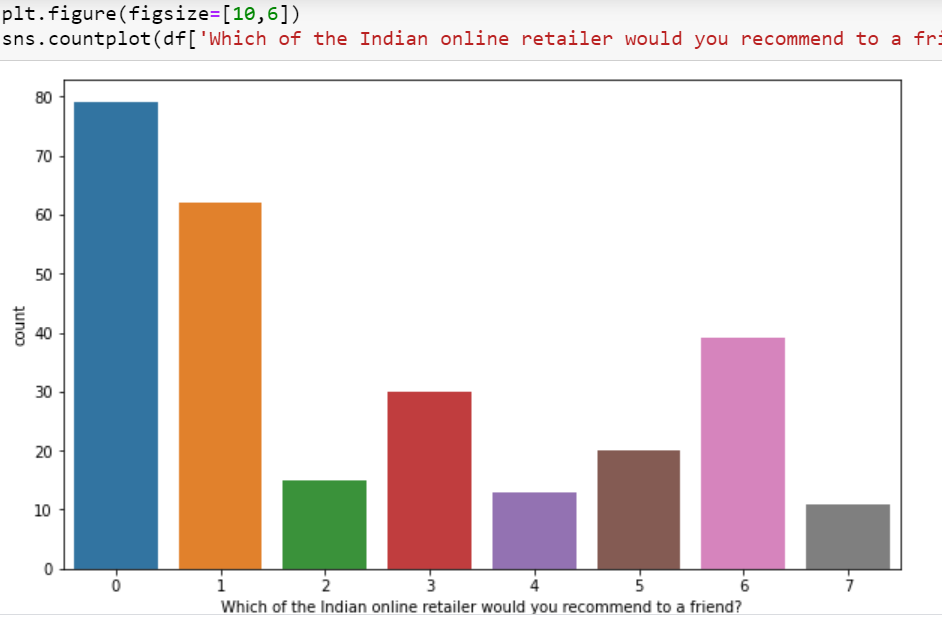 plt.figure(figsize=[10,6])
sns.countplot(df['Which of the Indian online retailer would you recommend to a fri
80
70
60
50
40
30
20
10
0
count
0 1 2 3 4 5 6 7
Which of the Indian online retailer would you recommend to a friend?